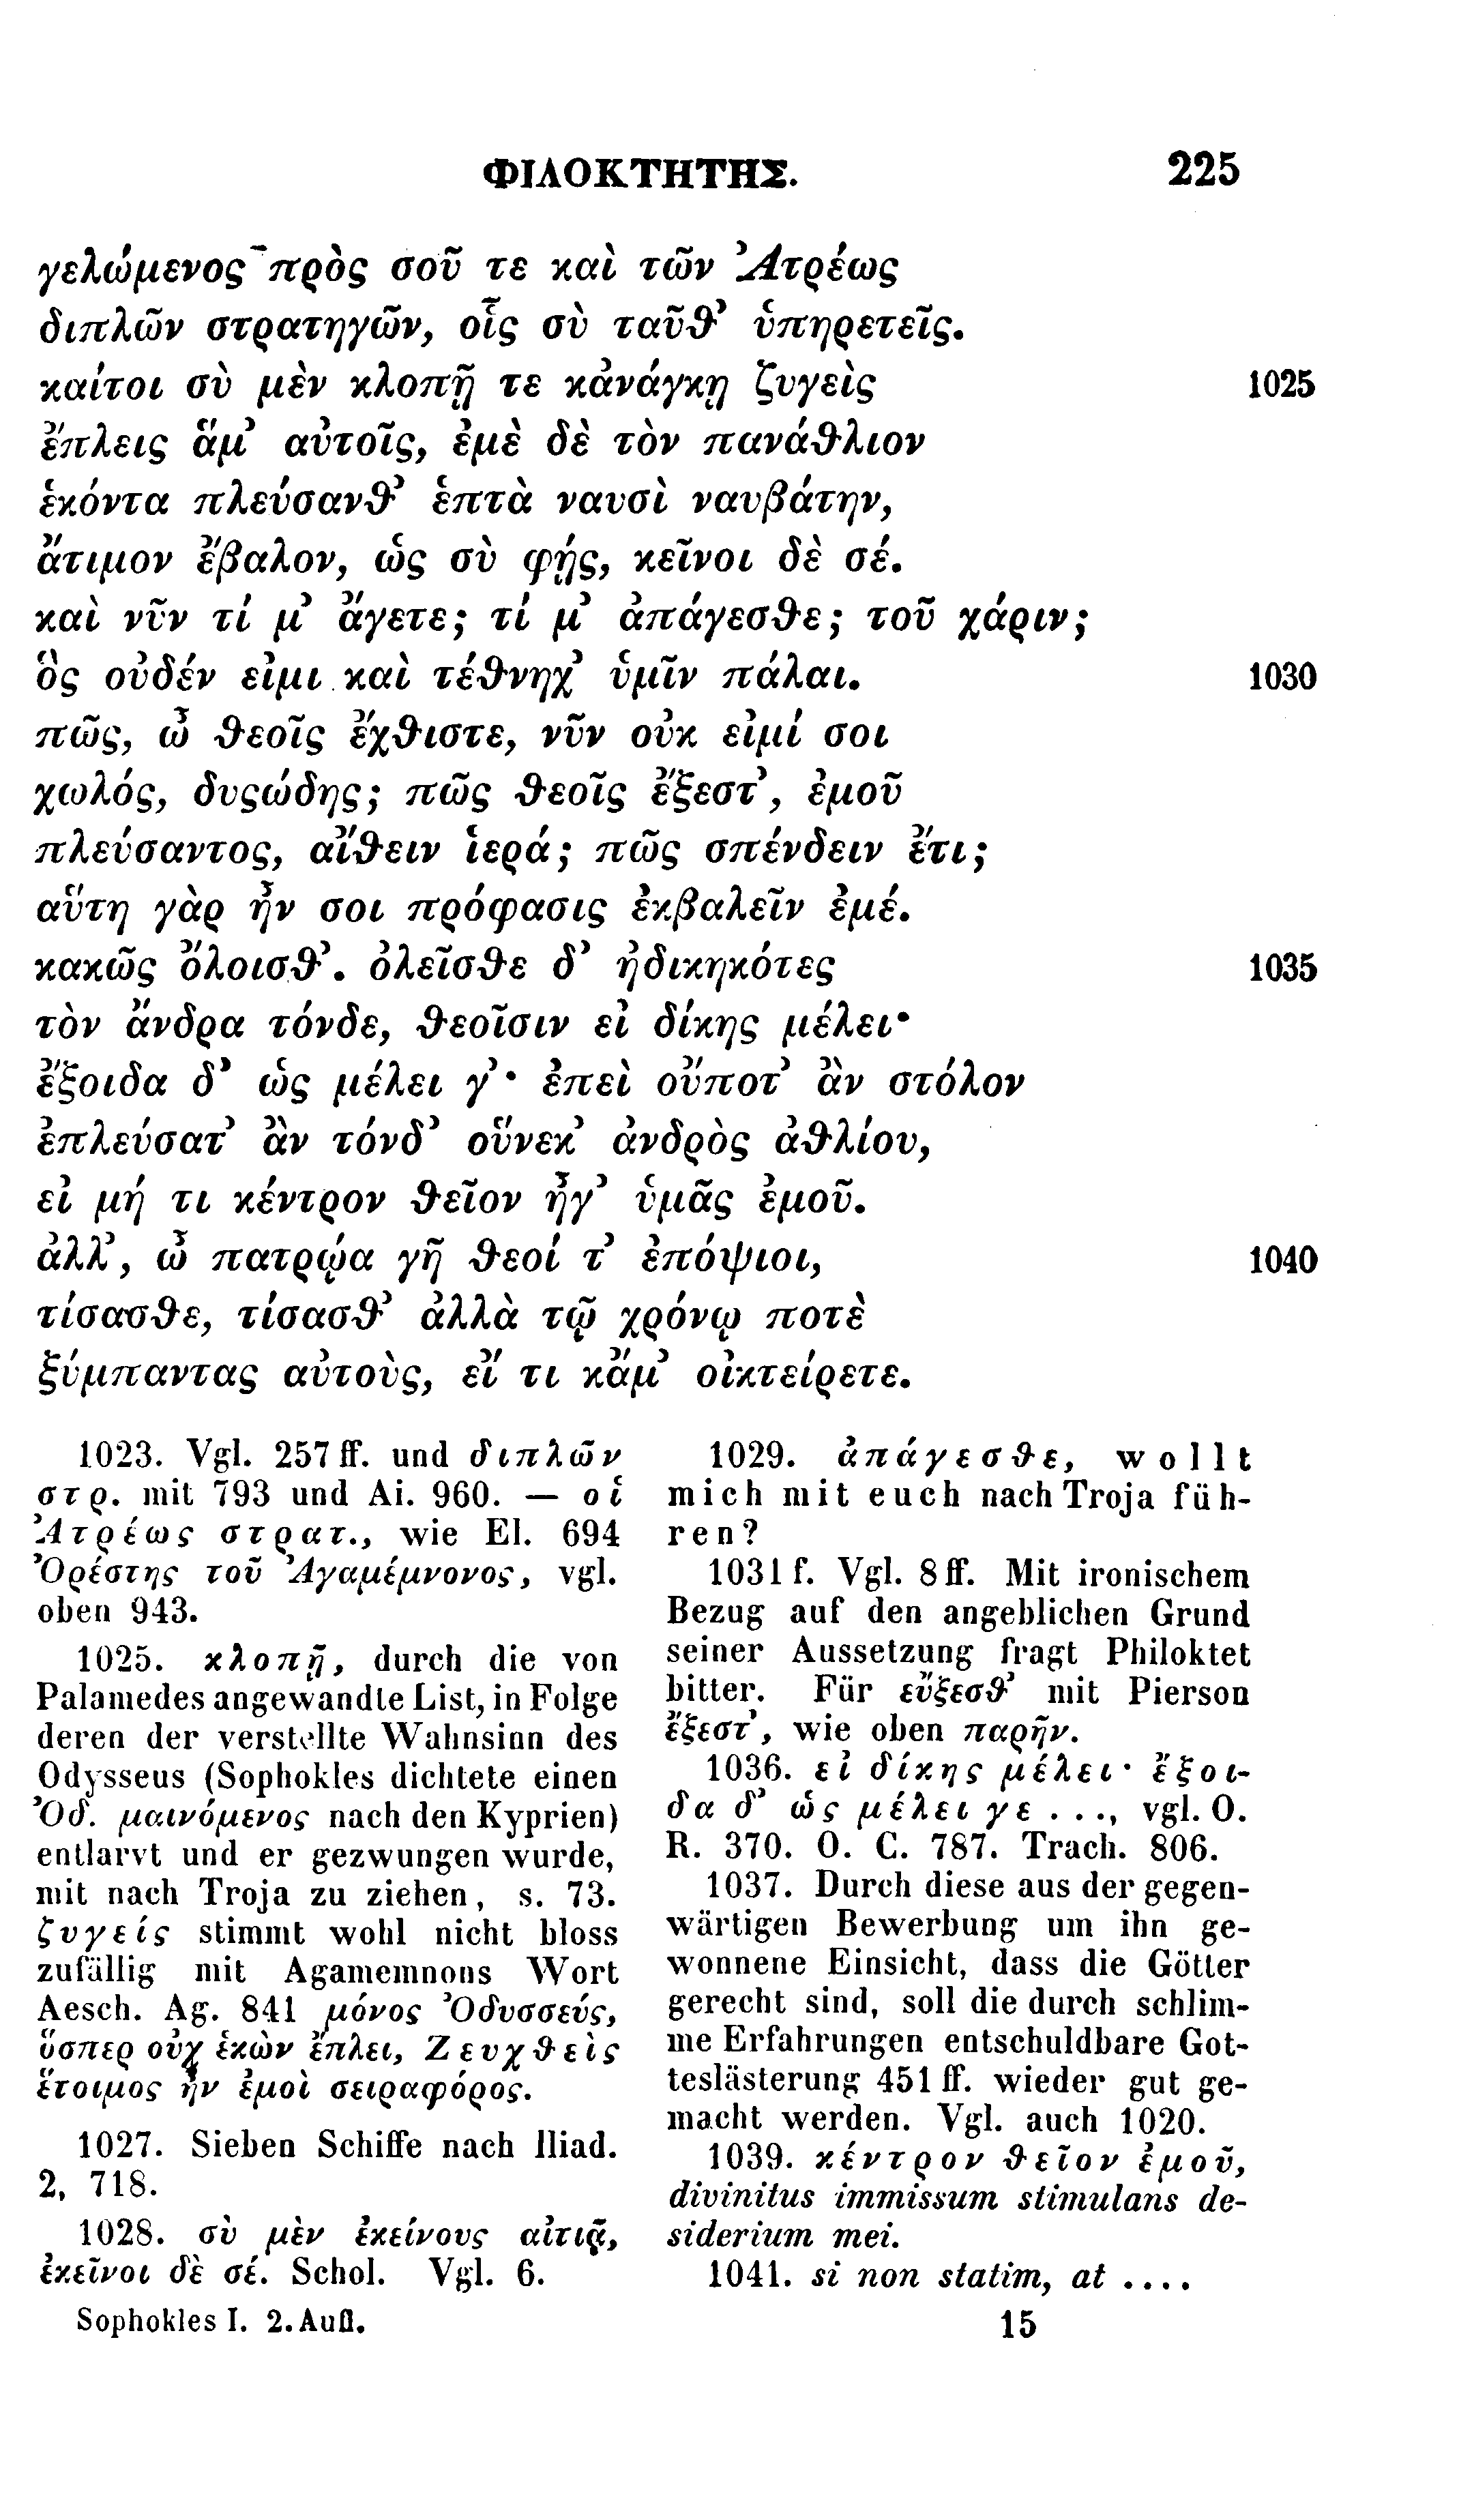 ΦΙΛΟΚΤΗΤΗΣ. 225
γελώμενος πρὸς σοῦ τε καὶ τῶν Ἀτρέως
διπλῶν στρατηγῶν, οἷς σὺ ταῦθ’ ὑπηρετεῖς.
καίτοι σὺ μὲν κλοπῇ τε κἀνάγκῃ ζυγεὶς 1025
ἔπλεις ἅμ’ αὐτοῖς, ἐμὲ δὲ τὸν πανάθλιον
ἑκόντα πλεύσανθ’ ἑπτὰ ναυσὶ ναυβάτην,
ἄτιμον ἔβαλον, ὡς σὺ φῄς, κεῖνοι δὲ σέ.
καὶ νῦν τί μ’ ἄγετε; τί μ’ ἀπάγεσθε; τοῦ χάριν;
ὃς οὐδέν εἰμι καὶ τέθνηχ’ ὑμῖν πάλαι. 1030
πῶς, ὦ θεοῖς ἔχθιστε, νῦν οὐκ εἰμί σοι
χωλός, δυςώδης; πῶς θεοῖς ἔξεστ’, ἐμοῦ
πλεύσαντος, αἴθειν ἱερά; πῶς σπένδειν ἔτι;
αὕτη γὰρ ἦν σοι πρόφασις ἐκβαλεῖν ἐμέ.
κακῶς ὄλοισθ’. ὀλεῖσθε δ’ ἠδικηκότες 1035
τὸν ἄνδρα τόνδε, θεοῖσιν εἰ δίκης μέλει·
ἔξοιδα δ’ ὡς μέλει γ’· ἐπεὶ οὔποτ’ ἂν στόλον
ἐπλεύσατ’ ἂν τόνδ’ οὕνεκ’ ἀνδρὸς ἀθλίου,
εἰ μή τι κέντρον θεῖον ἦγ’ ὑμᾶς ἐμοῦ.
ἀλλ’, ὦ πατρῴα γῆ θεοί τ’ ἐπόψιοι, 1040
τίσασθε, τίσασθ’ ἀλλὰ τῷ χρόνῳ ποτὲ
ξύμπαντας αὐτοὺς, εἴ τι κἄμ’ οἰκτείρετε.
1023. Vgl. 257 ff. und διπλῶν
στρ. mit 793 und Ai. 960. — οἱ
Ἀτρέως στρατ., wie El. 694
Ὀρέστης τοῦ Ἀγαμέμνονος, vgl.
oben 943.
1025. κλοπῇ, durch die von
Palamedes angewandte List, in Folge
deren der verstellte Wahnsinn des
Odysseus (Sophokles dichtete einen
Ὀδ. μαινόμενος nach den Kyprien)
entlarvt und er gezwungen wurde,
mit nach Troja zu ziehen, s. 73.
ζυγείς stimmt wohl nicht bloss
zufällig mit Agamemnons Wort
Aesch. Ag. 841 μόνος Ὀδυσσεύς,
ὅσπερ οὐχ ἑκὼν ἔπλει, Ζευχθεὶς
ἕτοιμος ἦν ἐμοὶ σειραφόρος.
1027. Sieben Schiffe nach Iliad.
2, 718.
1028. σὺ μὲν ἐκείνους αἰτιᾷ,
ἐκεῖνοι δὲ σέ. Schol. Vgl. 6.
Sophokles I. 2. Aufl.
1029. ἀπάγεσθε, wollt
mich mit euch nach Troja füh-
ren?
1031 f. Vgl. 8 ff. Mit ironischem
Bezug auf den angeblichen Grund
seiner Aussetzung fragt Philoktet
bitter. Für εὔξεσθ’ mit Pierson
ἔξεστ’, wie oben παρῆν.
1036. εἰ δίκης μέλει· ἔξοι-
δα δ’ ὡς μέλει γε . . ., vgl. O.
R. 370. O. C. 787. Trach. 806.
1037. Durch diese aus der gegen-
wärtigen Bewerbung um ihn ge-
wonnene Einsicht, dass die Götter
gerecht sind, soll die durch schlim-
me Erfahrungen entschuldbare Got-
teslästerung 451 ff. wieder gut ge-
macht werden. Vgl. auch 1020.
1039. κέντρον θεῖον ἐμοῦ,
divinitus immissum stimulans de-
siderium mei.
1041. si non statim, at ....
15